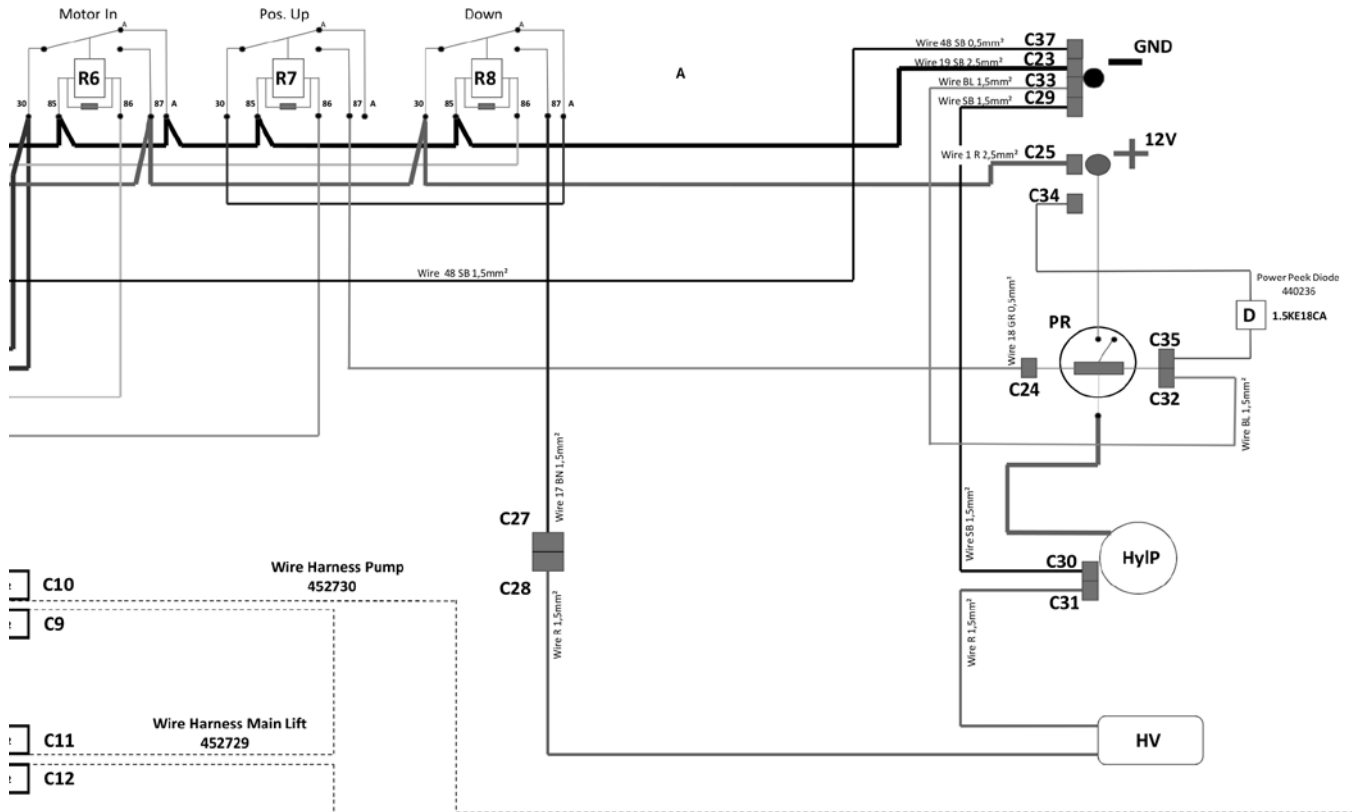 Motor In
Pos. Up
Down
A
A
A
R6
R7
R8
30
85
86
87
A
30
85
86
87
A
30
85
86
87
A
A
Wire 48 SB 0,5mm²
C37
Wire 19 SB 2.5mm²
C23
Wire BL 1,5mm²
C33
Wire SB 1,5mm²
C29
GND
Wire 1 R 2,5mm²
C25
12V
C34
Wire 48 SB 1,5mm²
Power Peek Diode
440236
D
1.5KE18CA
Wire 18 GR 0,5mm²
PR
C35
C24
C32
Wire BL 1,5mm²
Wire 17 BN 1,5mm²
Wire SB 1,5mm²
C27
C28
Wire R 1,5mm²
HylP
C30
C31
Wire R 1,5mm²
Wire Harness Pump
452730
C10
C9
Wire Harness Main Lift
452729
C11
C12
HV